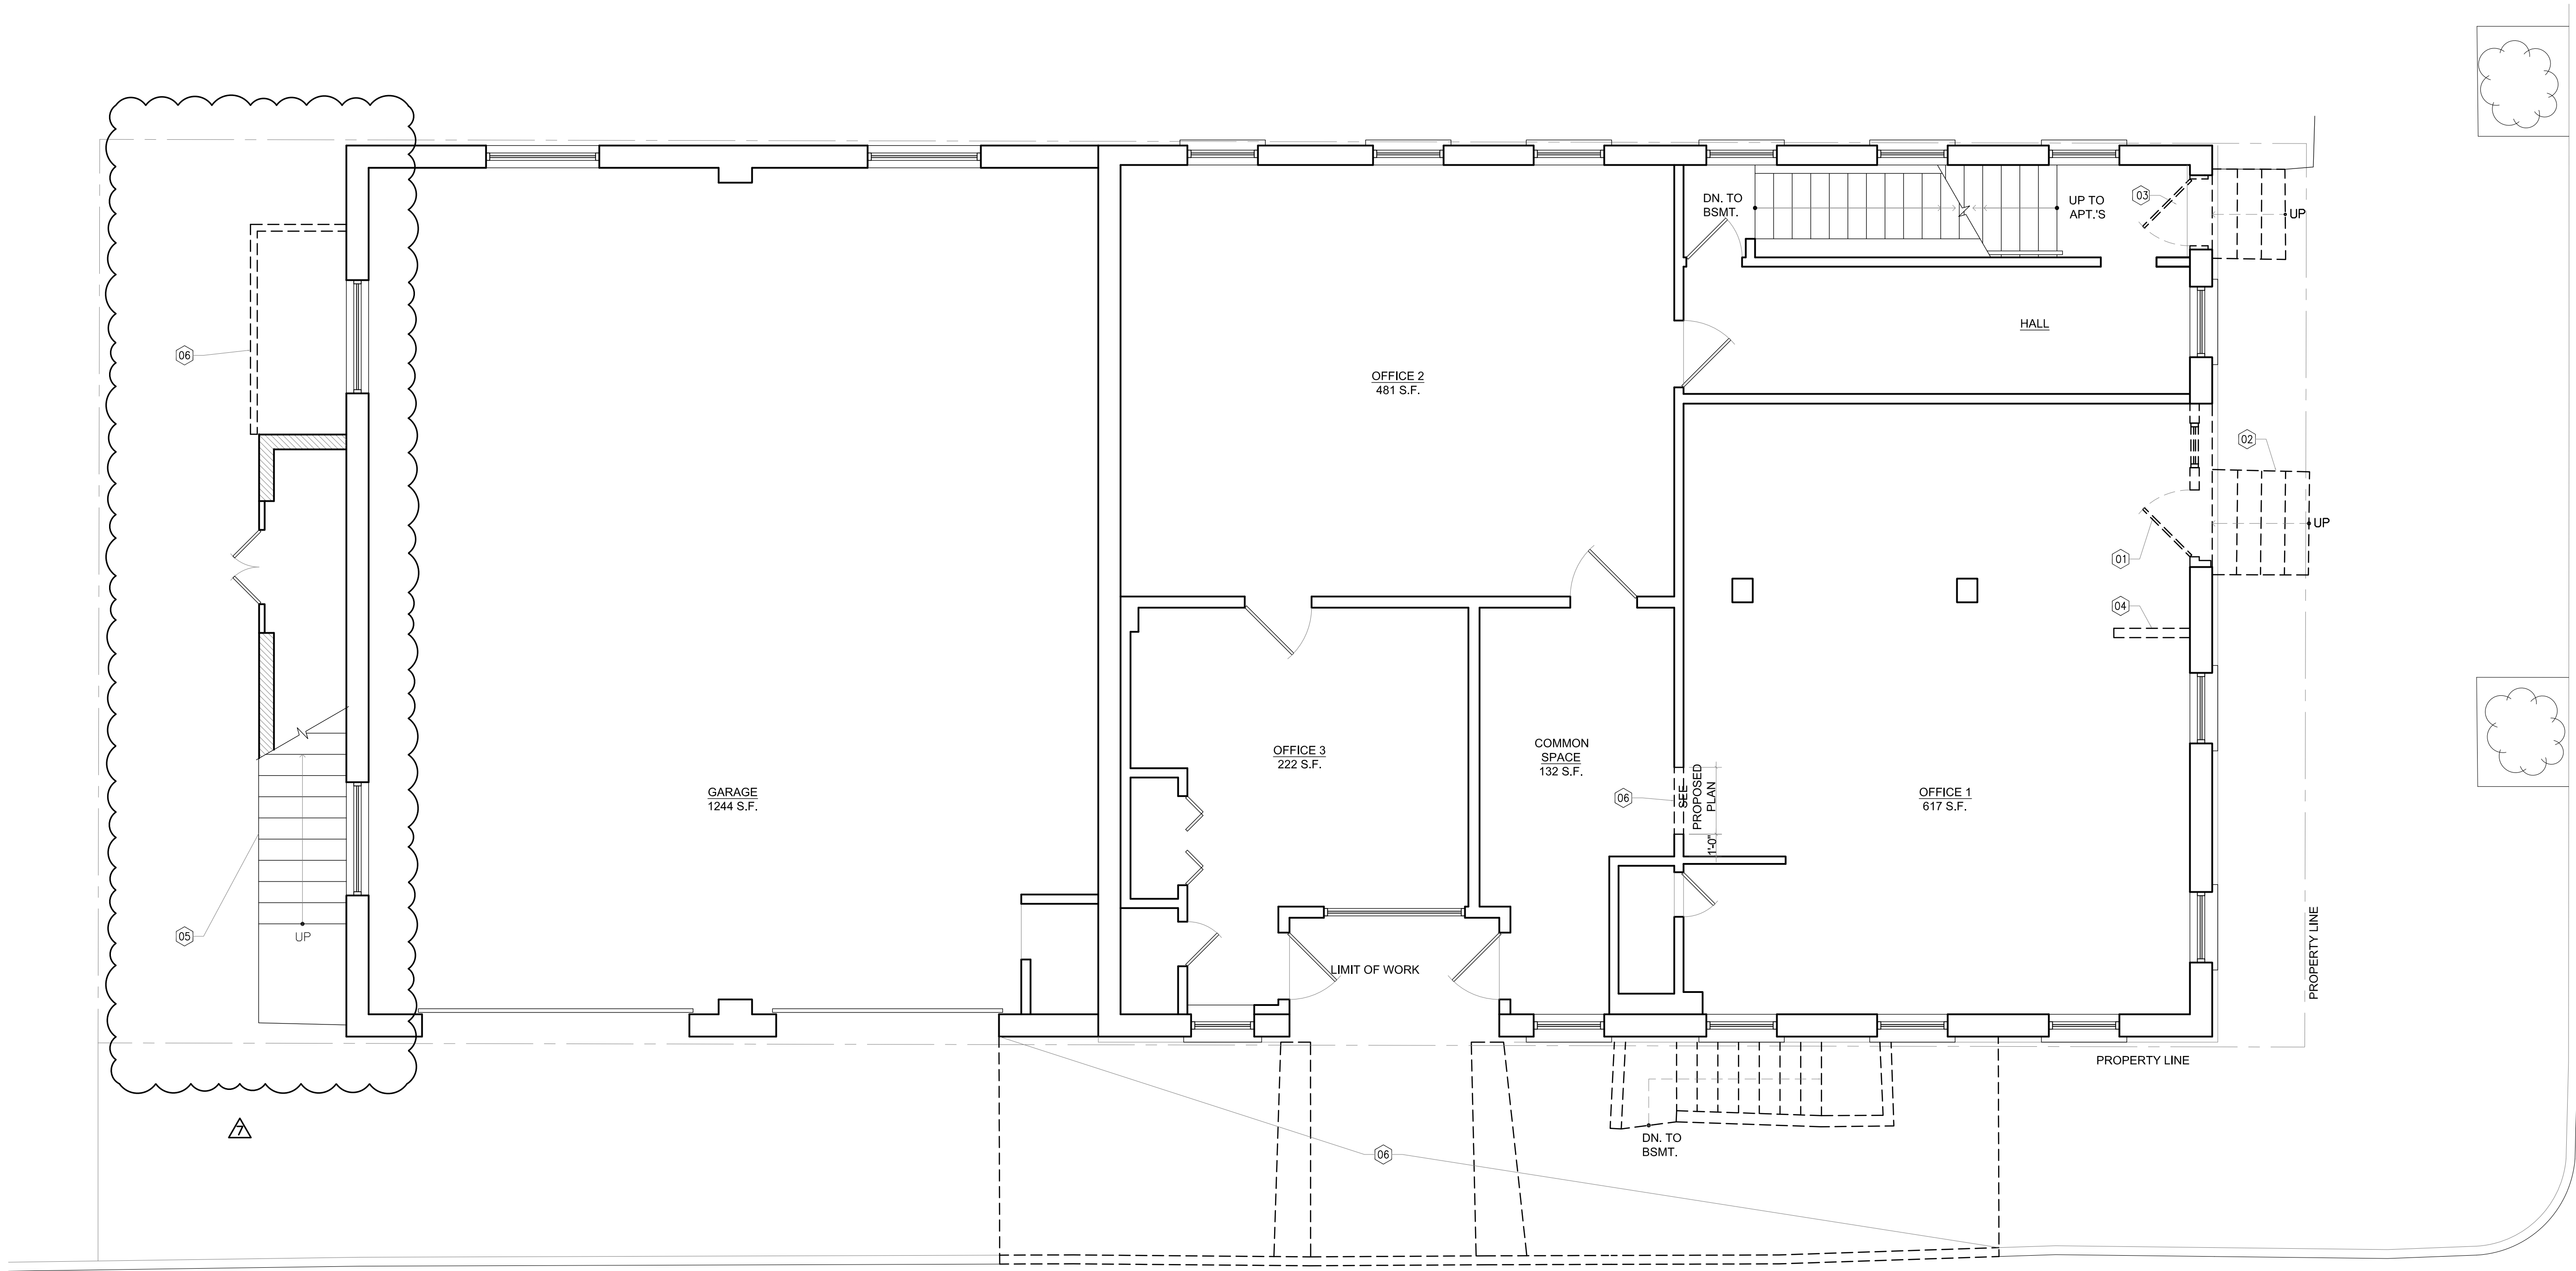 DN. TO
BSMT.
UP TO
APT.'S
03
UP
HALL
06
OFFICE 2
481 S.F.
02
UP
01
04
OFFICE 3
222 S.F.
COMMON
SPACE
132 S.F.
06
SEE
PROPOSED
PLAN
1'-0"
GARAGE
1244 S.F.
OFFICE 1
617 S.F.
05
UP
LIMIT OF WORK
PROPERTY LINE
PROPERTY LINE
7
DN. TO
BSMT.
06